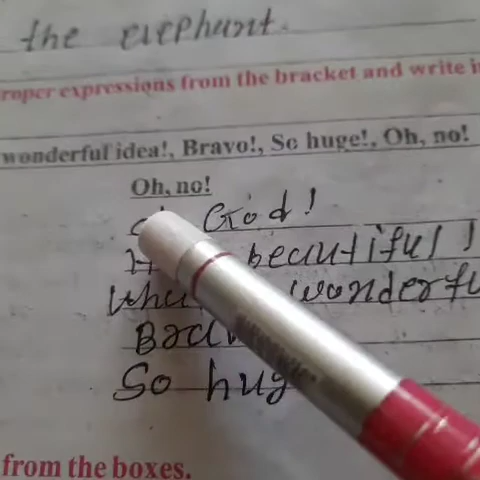 the elephant.
roper expressions from the bracket and write i
wonderful idea!, Bravo!, So huge!, Oh, no!
Oh, no!
God!
beautiful!
wonderfu
So hug
from the boxes.